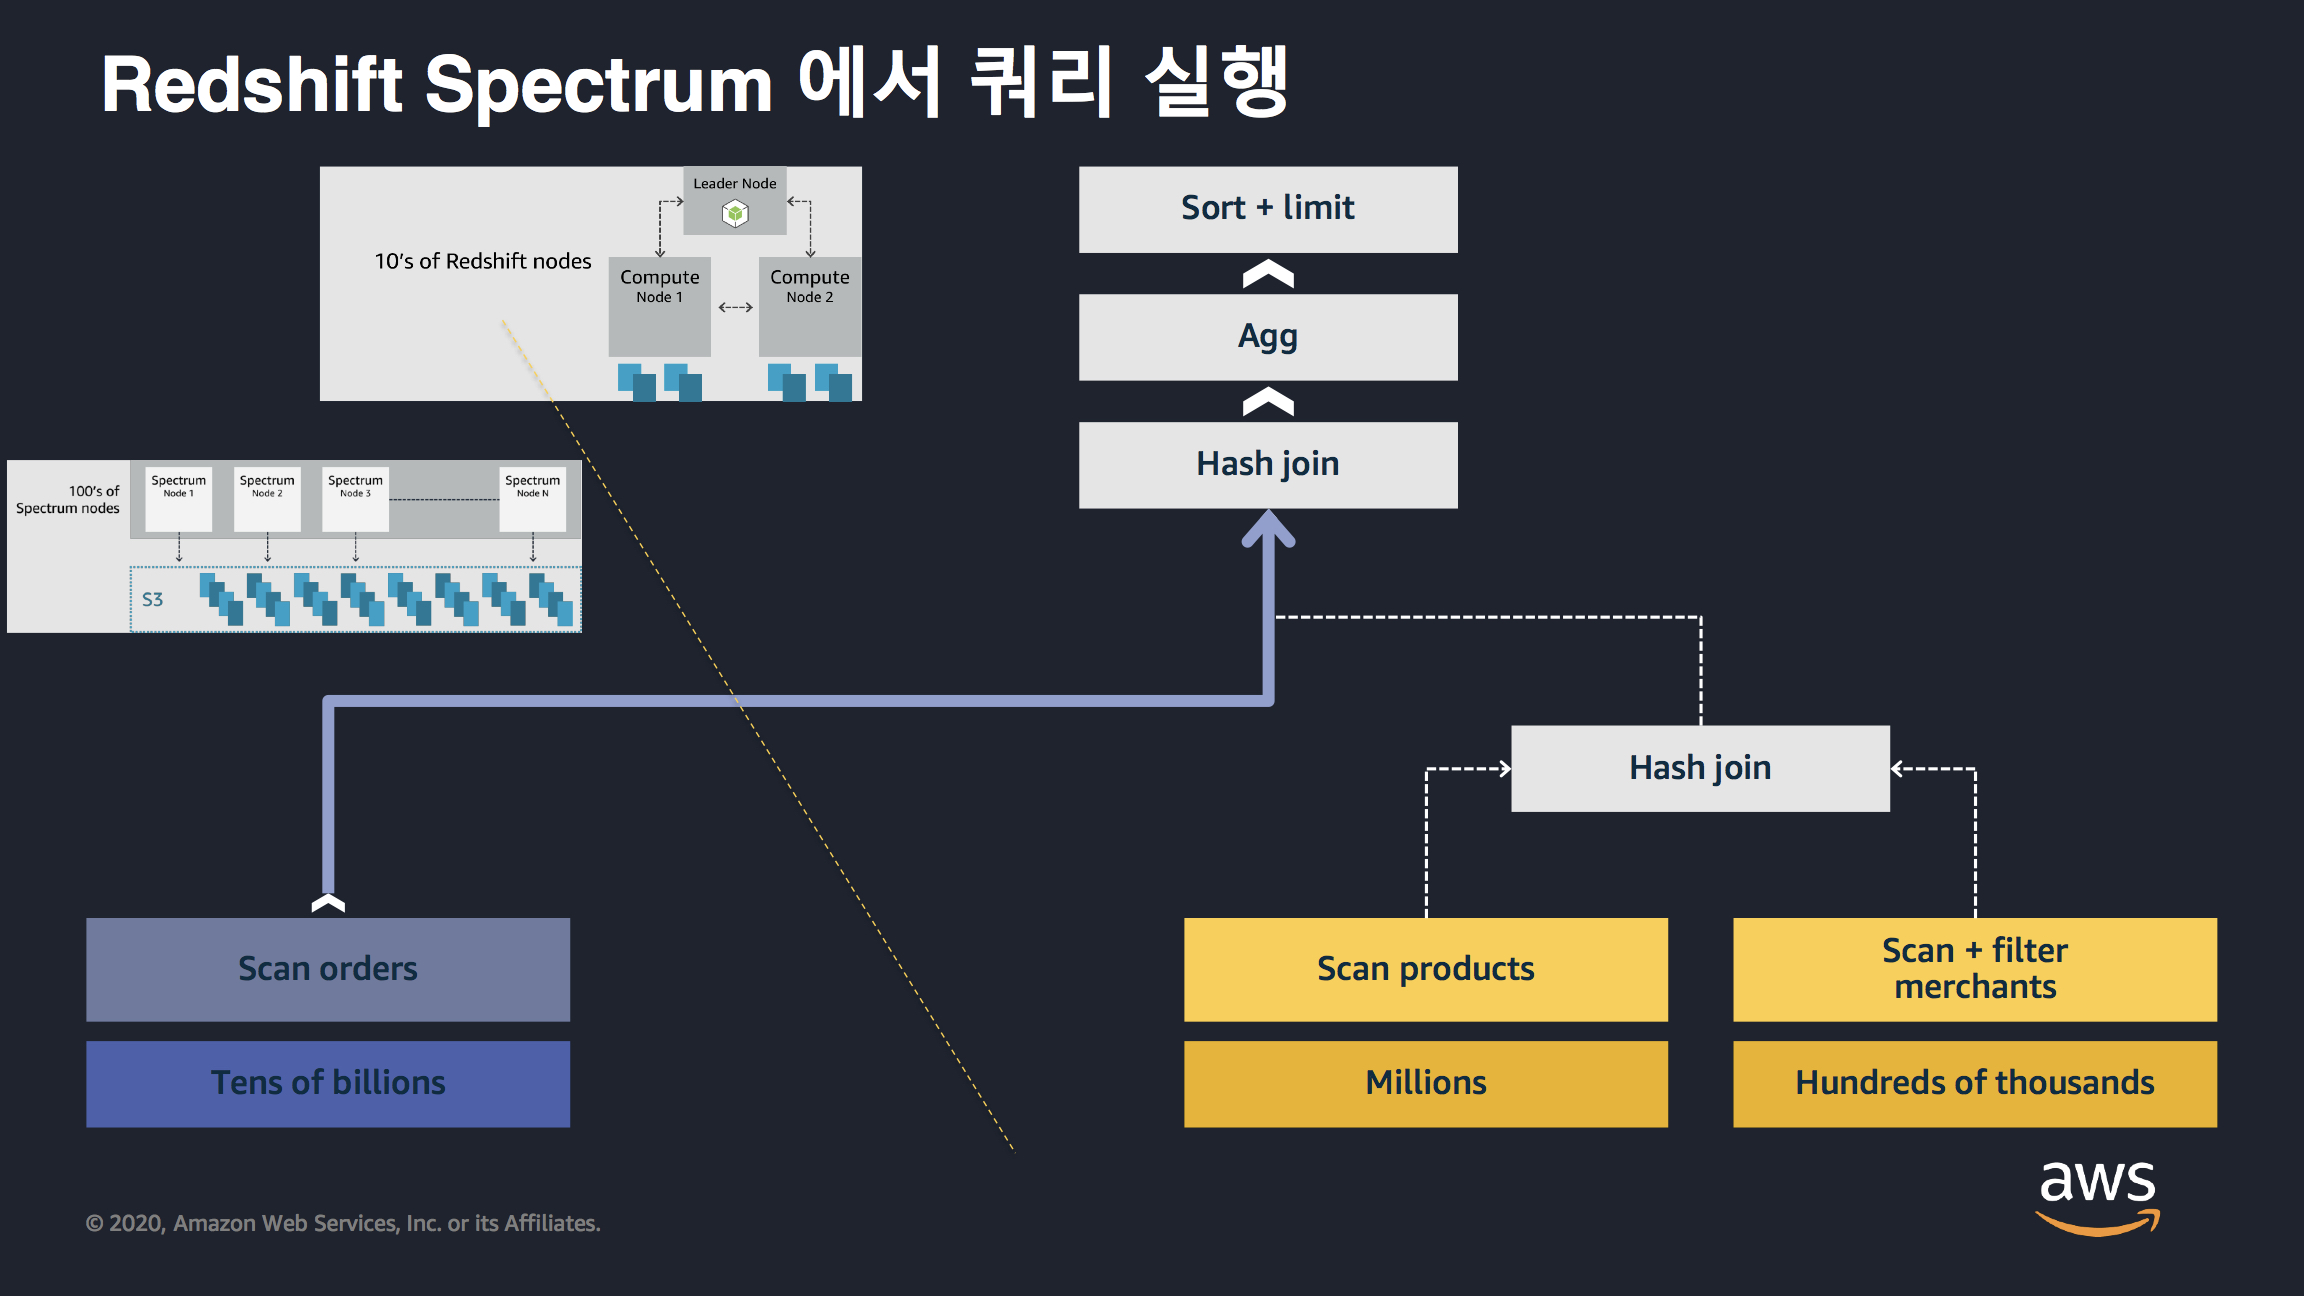 Redshift Spectrum 에서 쿼리 실행
Leader Node
10's of Redshift nodes
Compute
Node 1
Compute
Node 2
100's of
Spectrum nodes
Spectrum
Node 1
Spectrum
Node 2
Spectrum
Node 3
Spectrum
Node N
S3
Sort + limit
Agg
Hash join
Hash join
Scan orders
Tens of billions
Scan products
Millions
Scan + filter
merchants
Hundreds of thousands
© 2020, Amazon Web Services, Inc. or its Affiliates.
aws